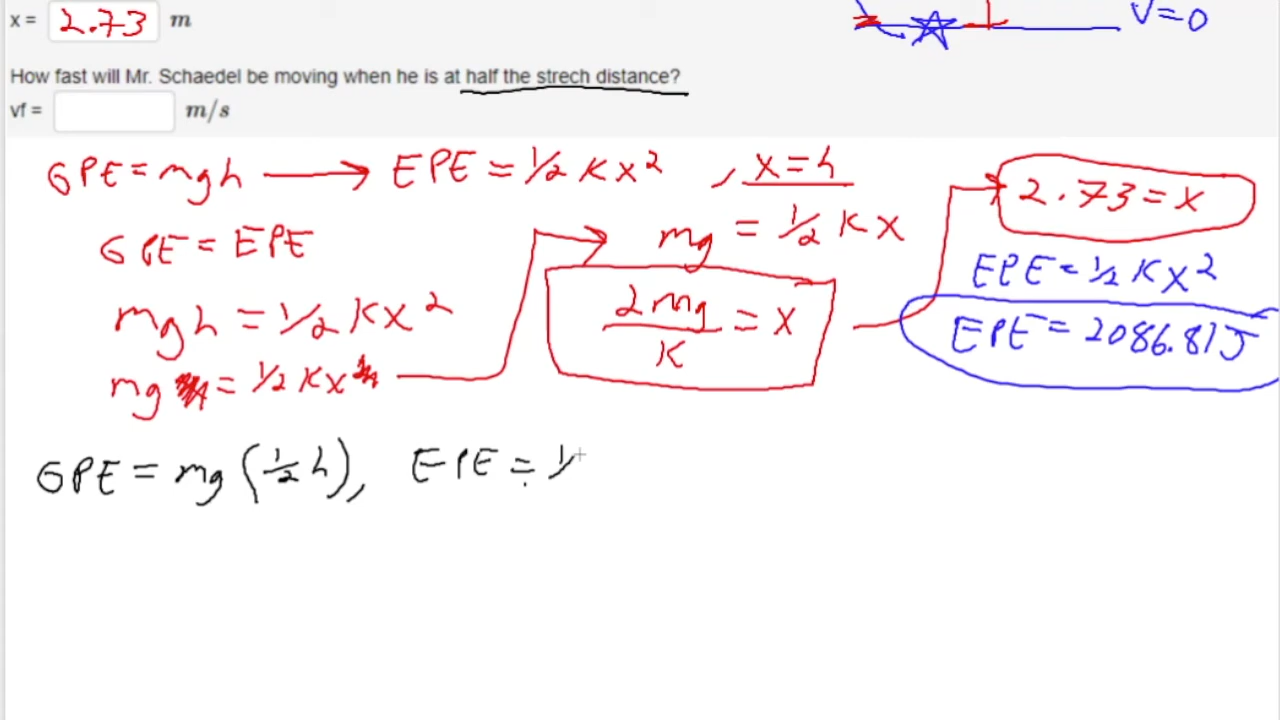 x = 2.73 m
V=0
How fast will Mr. Schaedel be moving when he is at half the strech distance?
vf = m/s
GPE = mgh → EPE = 1/2 Kx², x=h
GPE = EPE
mgh = 1/2 Kx²
mg = 1/2 Kx
mg = 1/2 Kx
2mg/K = x
2.73 = x
EPE = 1/2 Kx²
EPE = 2086.81J
GPE = mg(1/2 h), EPE = 1/